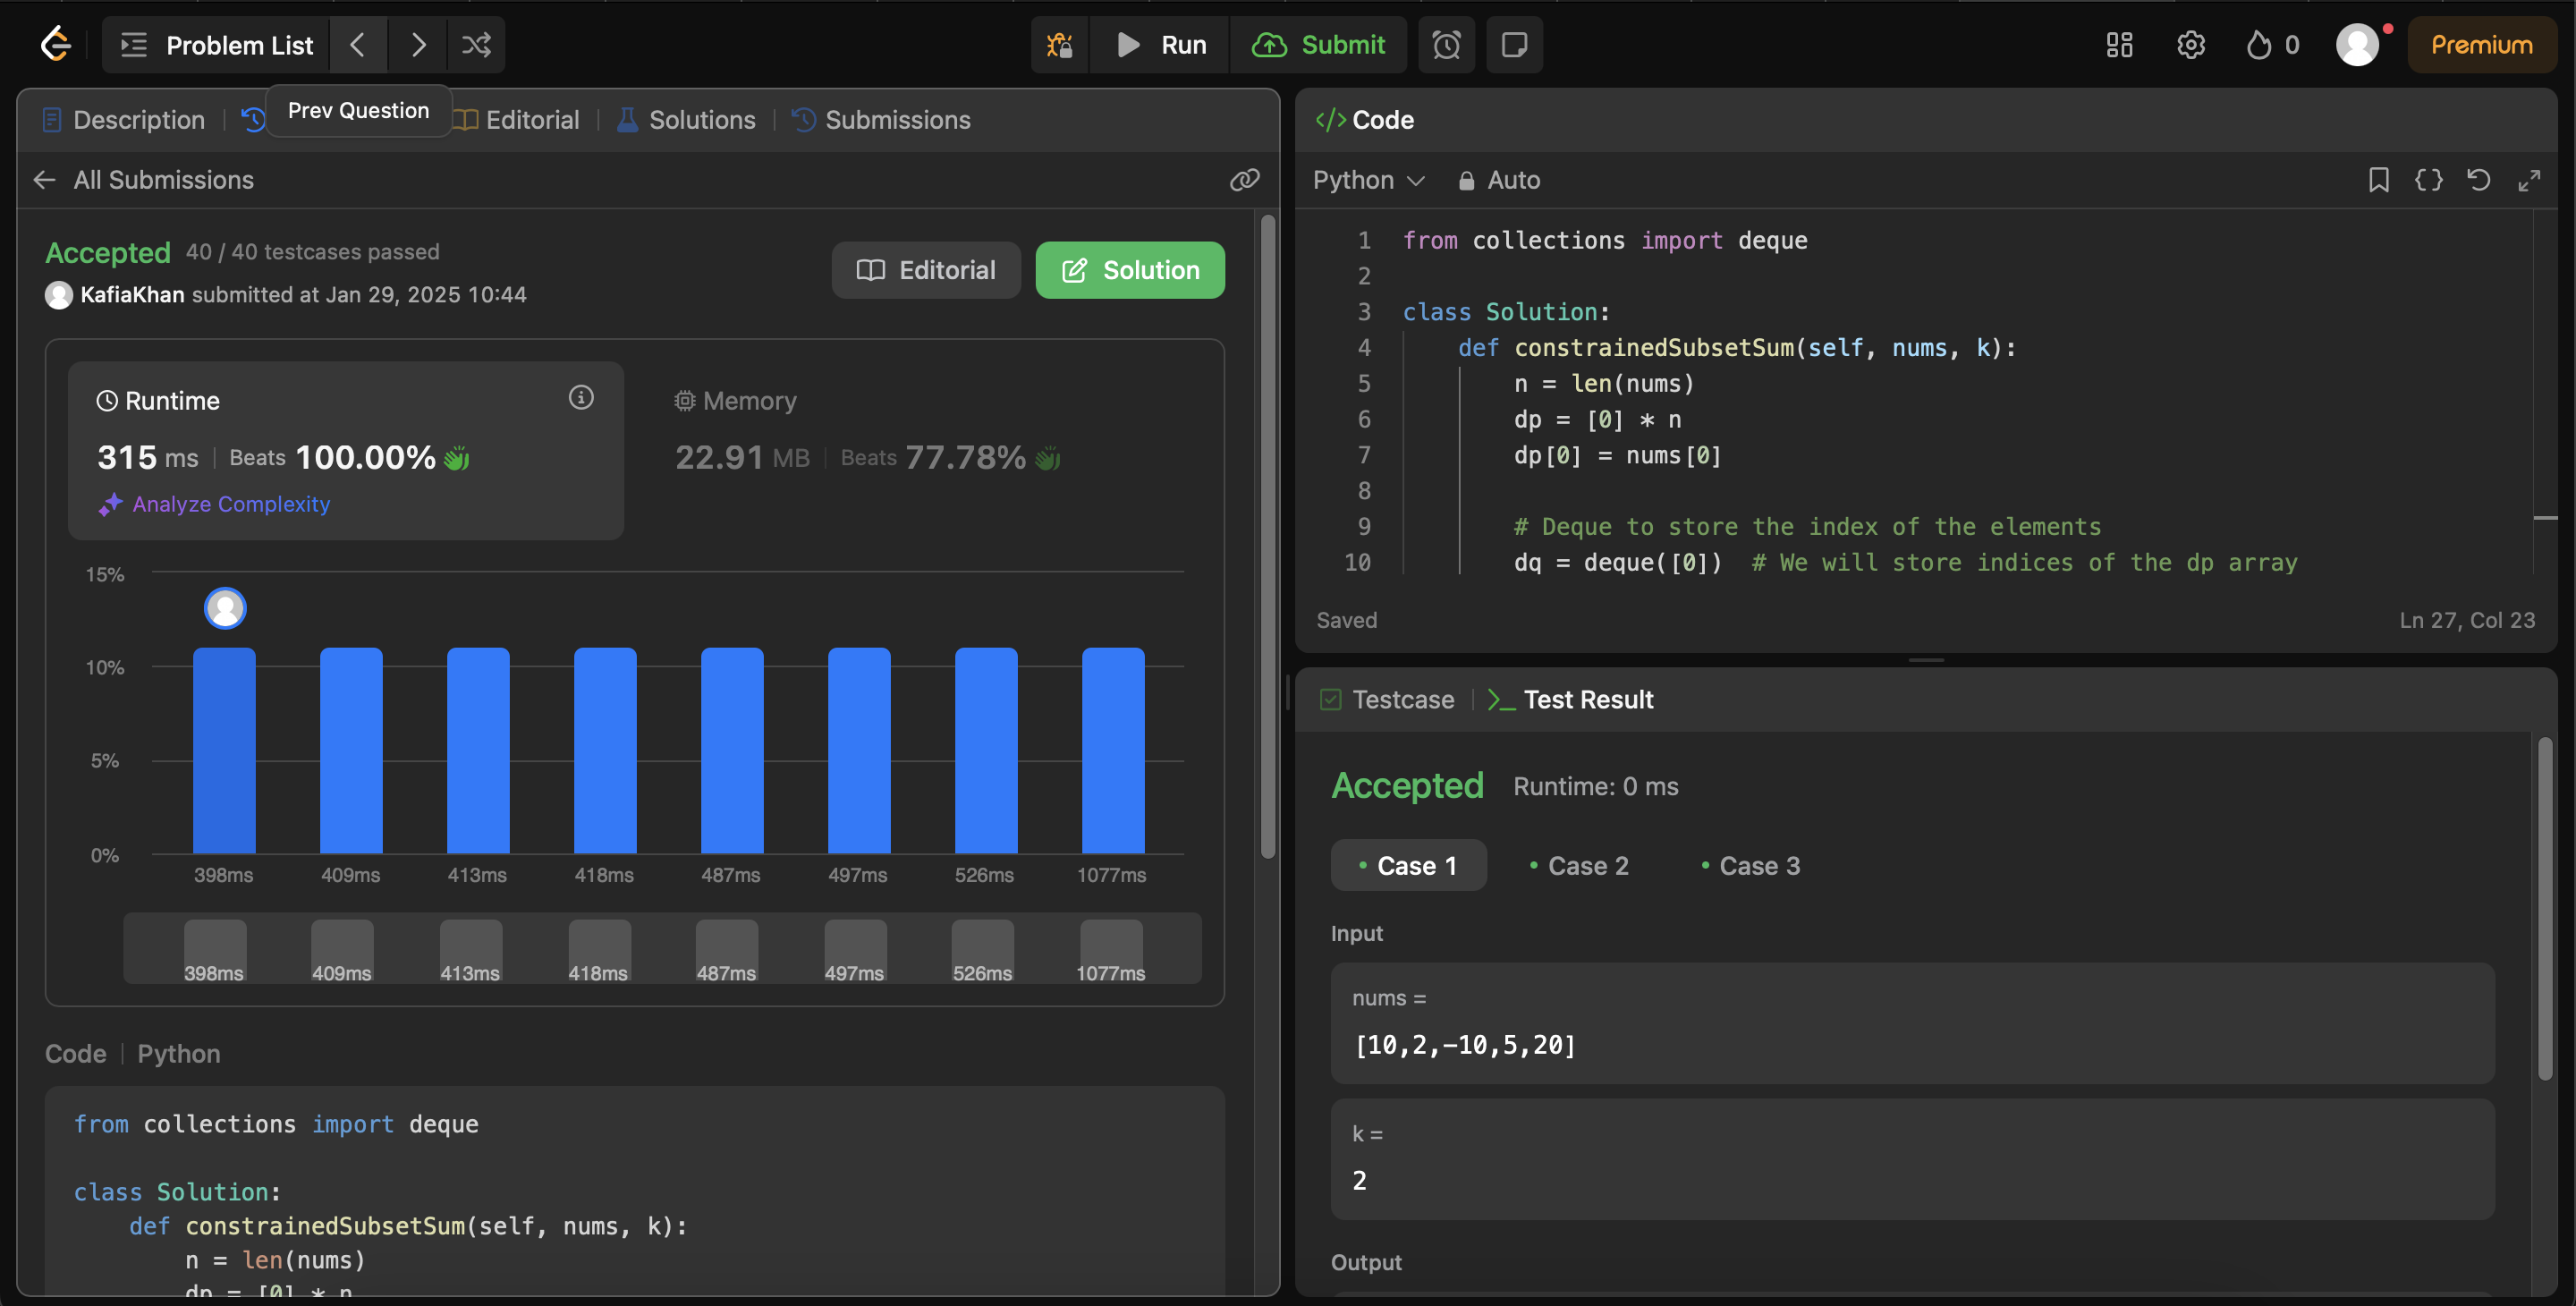 Problem List
Run
Submit
0
Premium
Description
Prev Question
Editorial
Solutions
Submissions
All Submissions
Accepted 40 / 40 testcases passed
KafiaKhan submitted at Jan 29, 2025 10:44
Editorial
Solution
Runtime
315 ms | Beats 100.00%
Analyze Complexity
Memory
22.91 MB | Beats 77.78%
15%
10%
5%
0%
398ms 409ms 413ms 418ms 487ms 497ms 526ms 1077ms
398ms 409ms 413ms 418ms 487ms 497ms 526ms 1077ms
Code | Python
from collections import deque
class Solution:
def constrainedSubsetSum(self, nums, k):
n = len(nums)
dp = [0] * n
</> Code
Python
Auto
1 from collections import deque
2
3 class Solution:
4 def constrainedSubsetSum(self, nums, k):
5 n = len(nums)
6 dp = [0] * n
7 dp[0] = nums[0]
8
9 # Deque to store the index of the elements
10 dq = deque([0]) # We will store indices of the dp array
Saved
Ln 27, Col 23
Testcase
Test Result
Accepted Runtime: 0 ms
Case 1
Case 2
Case 3
Input
nums =
[10,2,-10,5,20]
k =
2
Output